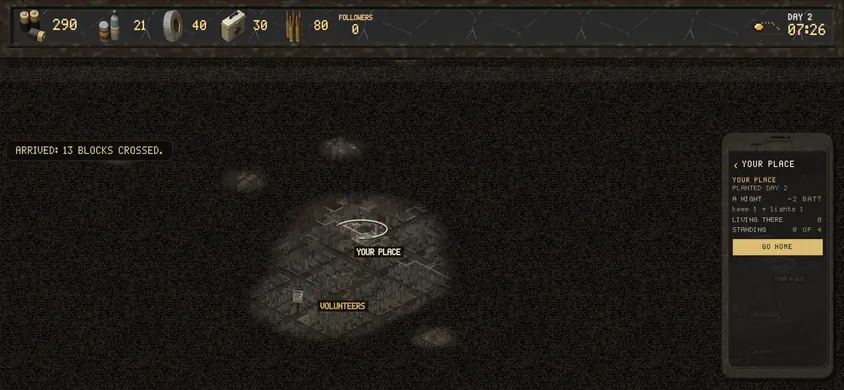 290
21
40
30
80
FOLLOWERS
0
DAY 2
07:26
ARRIVED: 13 BLOCKS CROSSED.
YOUR PLACE
VOLUNTEERS
‹ YOUR PLACE
YOUR PLACE
PLANTED DAY 2
A NIGHT -2 BATT
keep 1 + lights 1
LIVING THERE 0
STANDING 0 OF 4
GO HOME